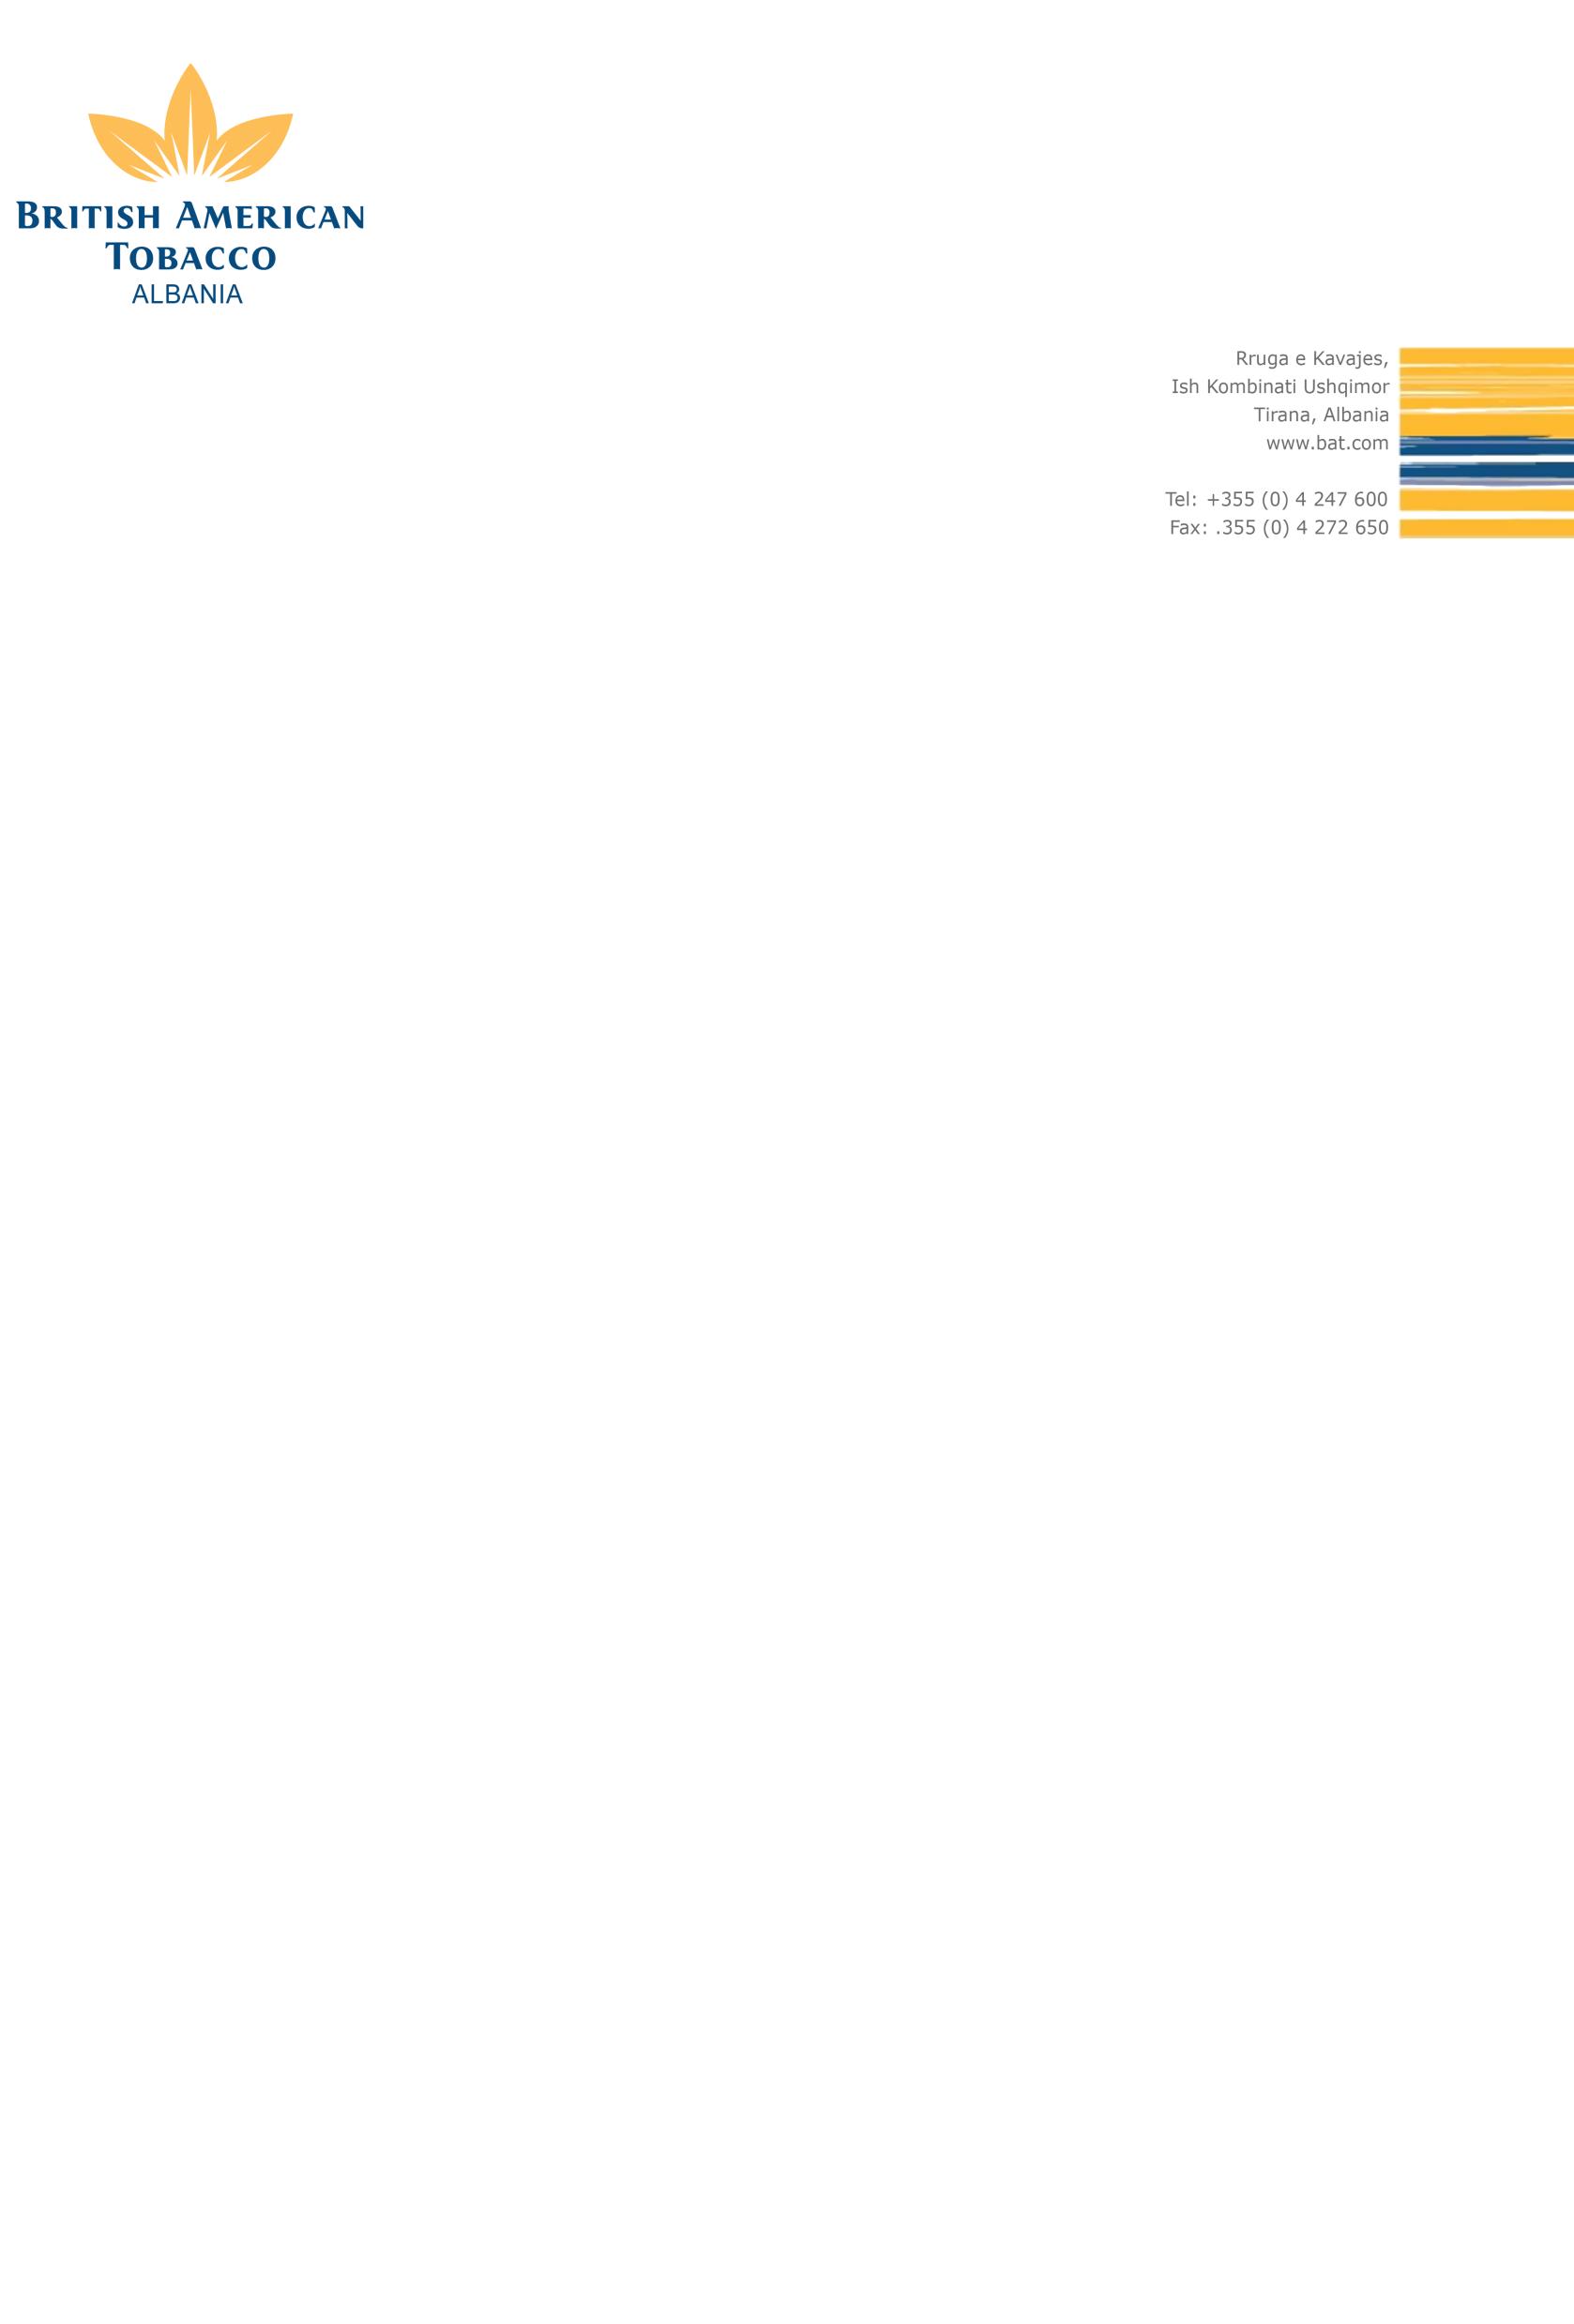 BRITISH AMERICAN
TOBACCO
ALBANIA
Rruga e Kavajes,
Ish Kombinati Ushqimor
Tirana, Albania
www.bat.com
Tel: +355 (0) 4 247 600
Fax: .355 (0) 4 272 650